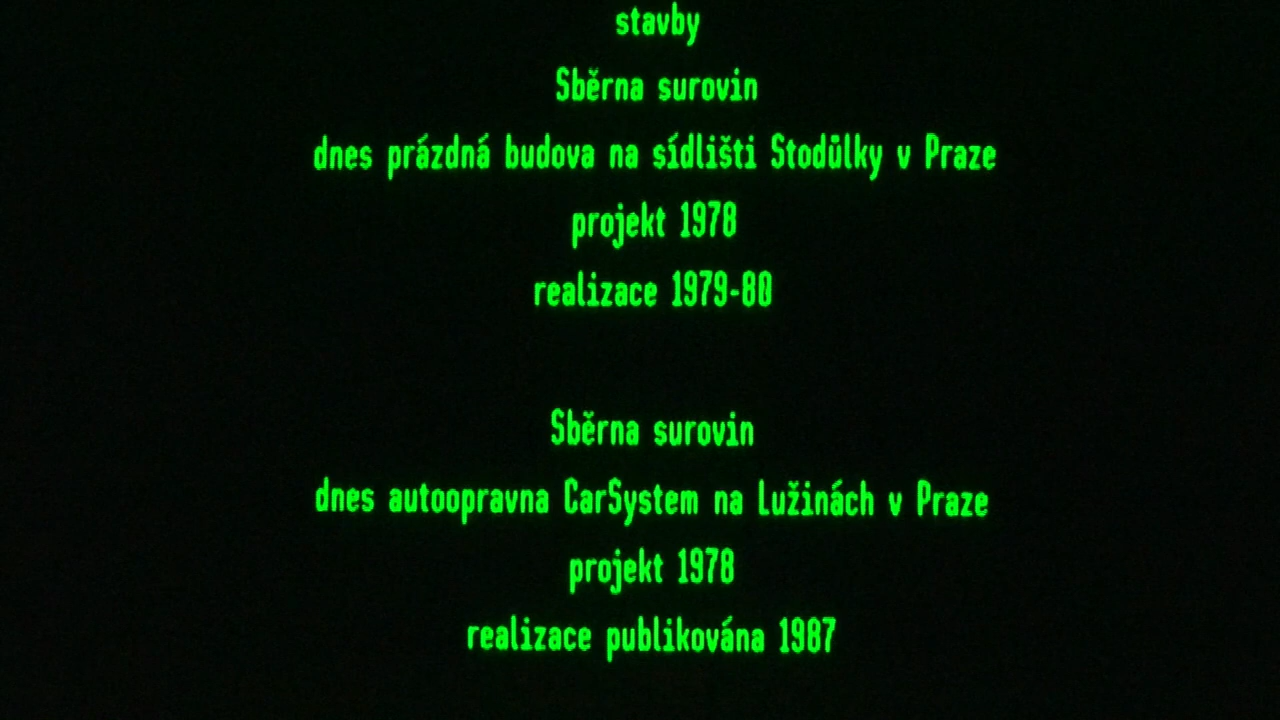 stavby
Sběrna surovin
dnes prázdná budova na sídlišti Stodůlky v Praze
projekt 1978
realizace 1979-80
Sběrna surovin
dnes autoopravna CarSystem na Lužinách v Praze
projekt 1978
realizace publikována 1987